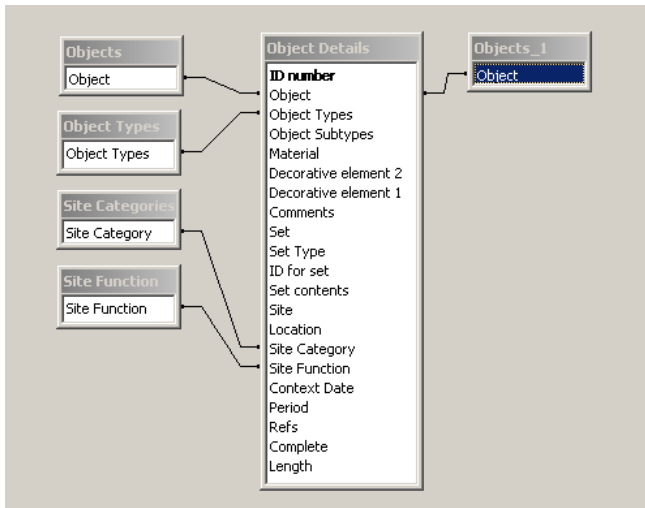 Objects
Object
Object Types
Object Types
Site Categories
Site Category
Site Function
Site Function
Object Details
ID number
Object
Object Types
Object Subtypes
Material
Decorative element 2
Decorative element 1
Comments
Set
Set Type
ID for set
Set contents
Site
Location
Site Category
Site Function
Context Date
Period
Refs
Complete
Length
Objects_1
Object